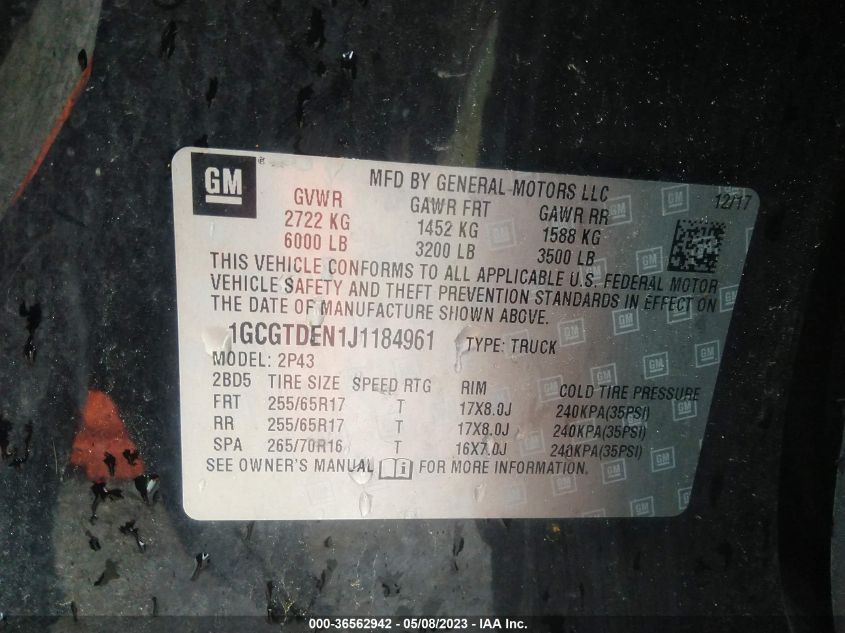 GM ® MFD BY GENERAL MOTORS LLC 12/17
GVWR GAWR FRT GAWR RR
2722 KG 1452 KG 1588 KG
6000 LB 3200 LB 3500 LB
THIS VEHICLE CONFORMS TO ALL APPLICABLE U.S. FEDERAL MOTOR
VEHICLE SAFETY AND THEFT PREVENTION STANDARDS IN EFFECT ON
THE DATE OF MANUFACTURE SHOWN ABOVE.
1GCGTDEN1J1184961 TYPE: TRUCK
MODEL: 2P43
2BD5 TIRE SIZE SPEED RTG RIM COLD TIRE PRESSURE
FRT 255/65R17 T 17X8.0J 240KPA(35PSI)
RR 255/65R17 T 17X8.0J 240KPA(35PSI)
SPA 265/70R16 T 16X7.0J 240KPA(35PSI)
SEE OWNER'S MANUAL FOR MORE INFORMATION.
000-36562942 - 05/08/2023 - IAA Inc.